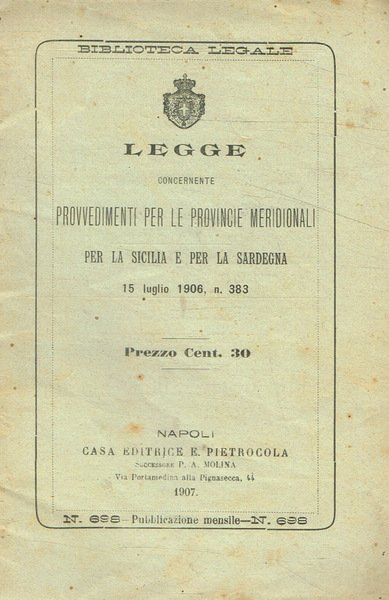 BIBLIOTECA LEGALE
LEGGE
CONCERNENTE
PROVVEDIMENTI PER LE PROVINCIE MERIDIONALI
PER LA SICILIA E PER LA SARDEGNA
15 luglio 1906, n. 383
Prezzo Cent. 30
NAPOLI
CASA EDITRICE E. PIETROCOLA
SUCCESSORE P. A. MOLINA
Via Portamedina alla Pignasecca, 44
1907.
N. 698—Pubblicazione mensile—N. 698